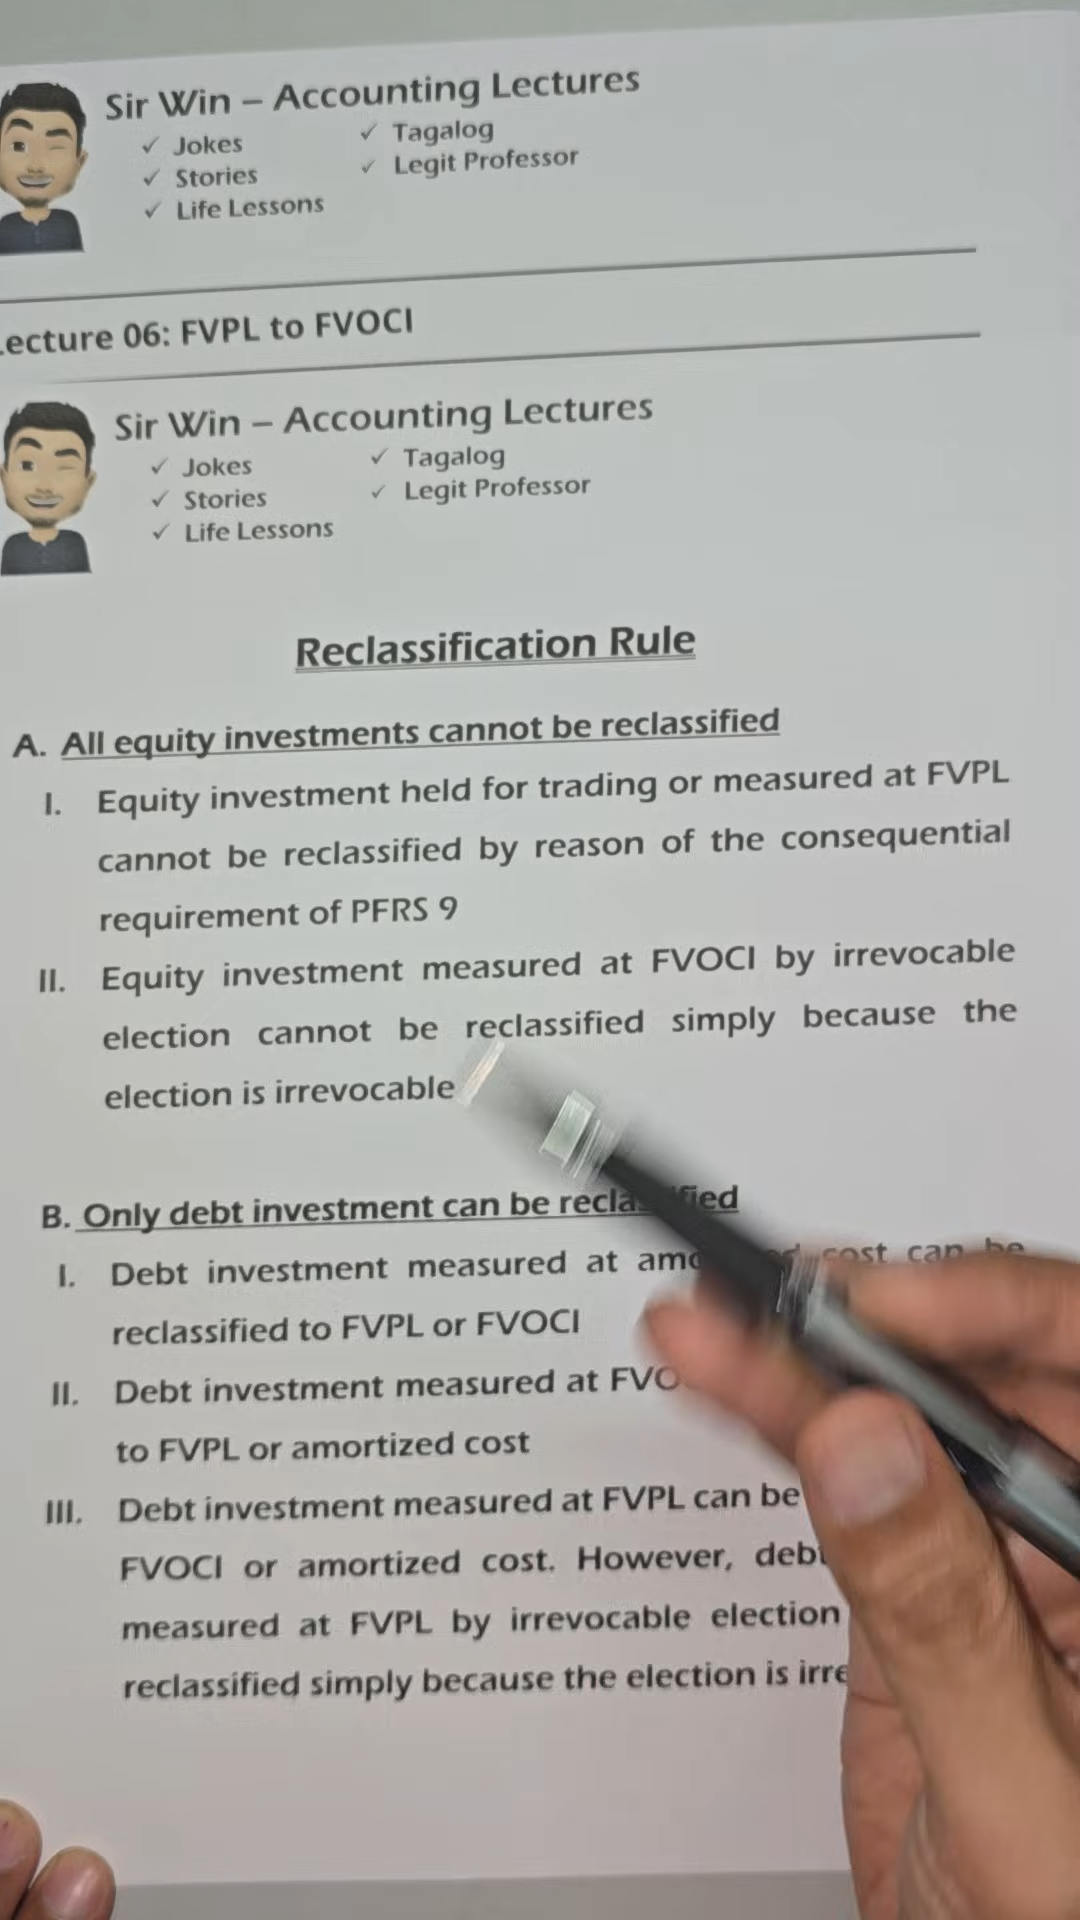 Sir Win – Accounting Lectures
✓ Jokes ✓ Tagalog
✓ Stories ✓ Legit Professor
✓ Life Lessons
ecture 06: FVPL to FVOCI
Sir Win – Accounting Lectures
✓ Jokes ✓ Tagalog
✓ Stories ✓ Legit Professor
✓ Life Lessons
Reclassification Rule
A. All equity investments cannot be reclassified
I. Equity investment held for trading or measured at FVPL
cannot be reclassified by reason of the consequential
requirement of PFRS 9
II. Equity investment measured at FVOCI by irrevocable
election cannot be reclassified simply because the
election is irrevocable
B. Only debt investment can be reclassified
I. Debt investment measured at amo cost can be
reclassified to FVPL or FVOCI
II. Debt investment measured at FVO
to FVPL or amortized cost
III. Debt investment measured at FVPL can be
FVOCI or amortized cost. However, debt
measured at FVPL by irrevocable election
reclassified simply because the election is irre